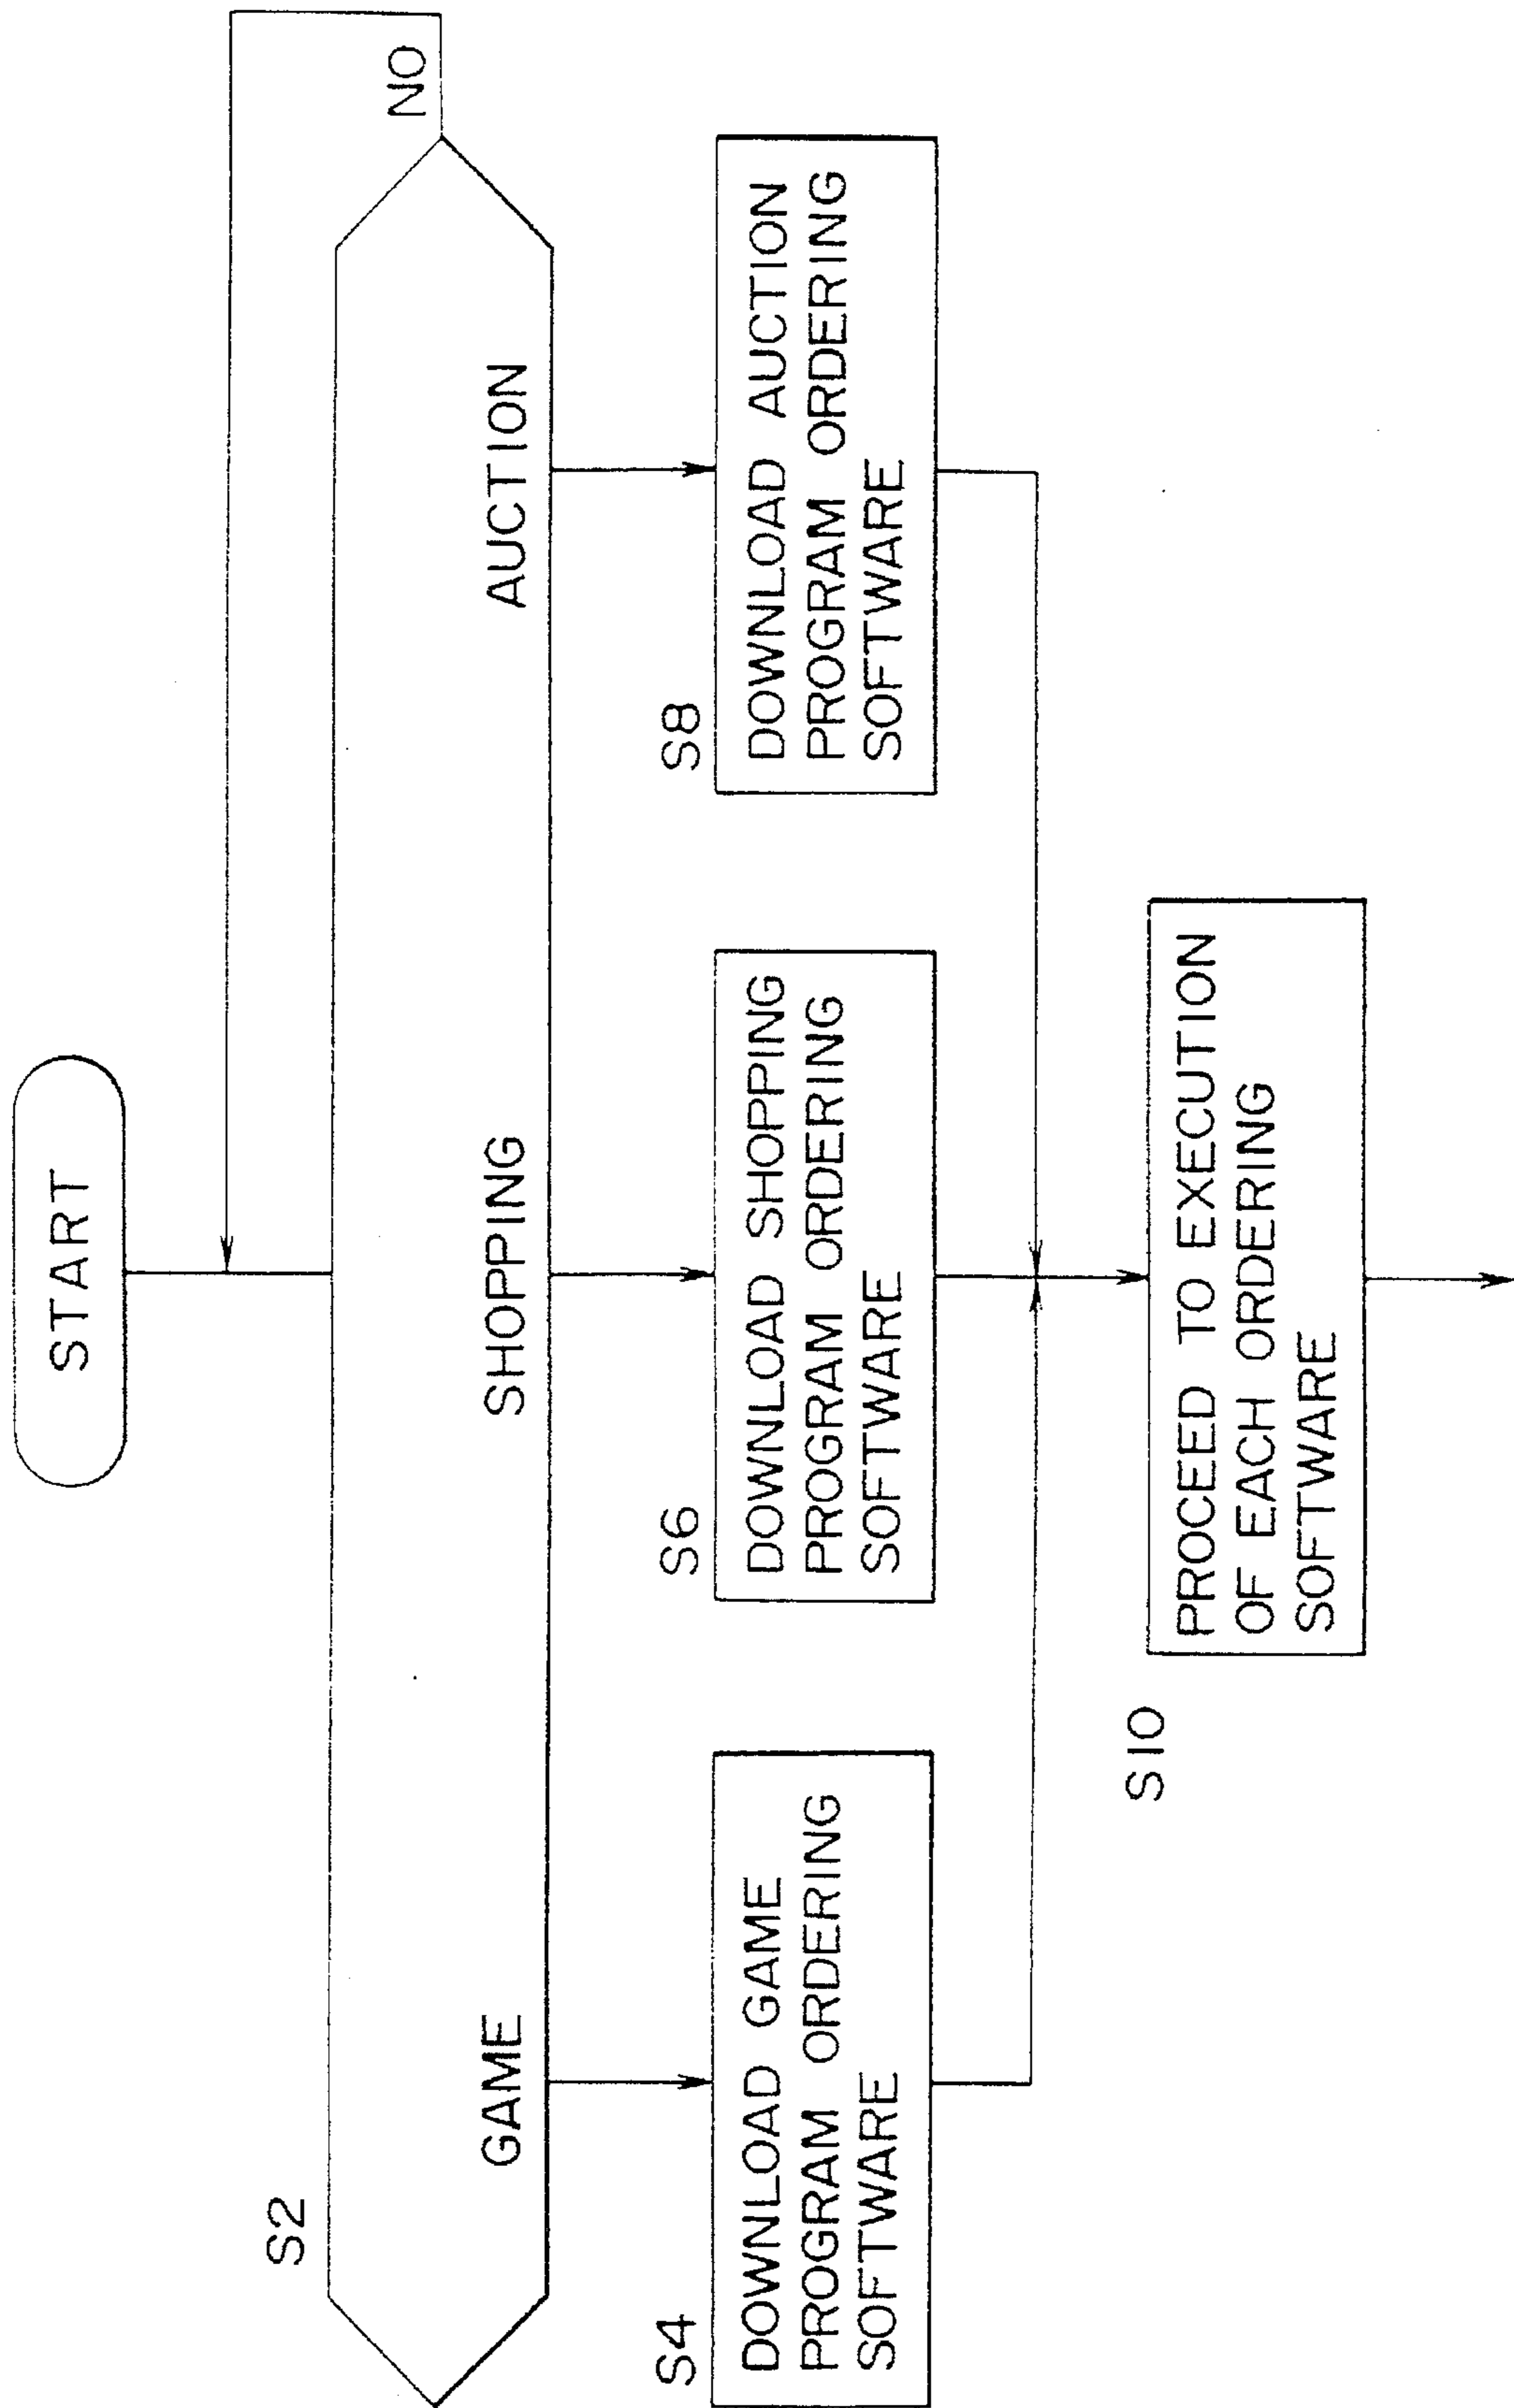 START
S2
NO
GAME
SHOPPING
AUCTION
S4
DOWNLOAD GAME
PROGRAM ORDERING
SOFTWARE
S6
DOWNLOAD SHOPPING
PROGRAM ORDERING
SOFTWARE
S8
DOWNLOAD AUCTION
PROGRAM ORDERING
SOFTWARE
S10
PROCEED TO EXECUTION
OF EACH ORDERING
SOFTWARE